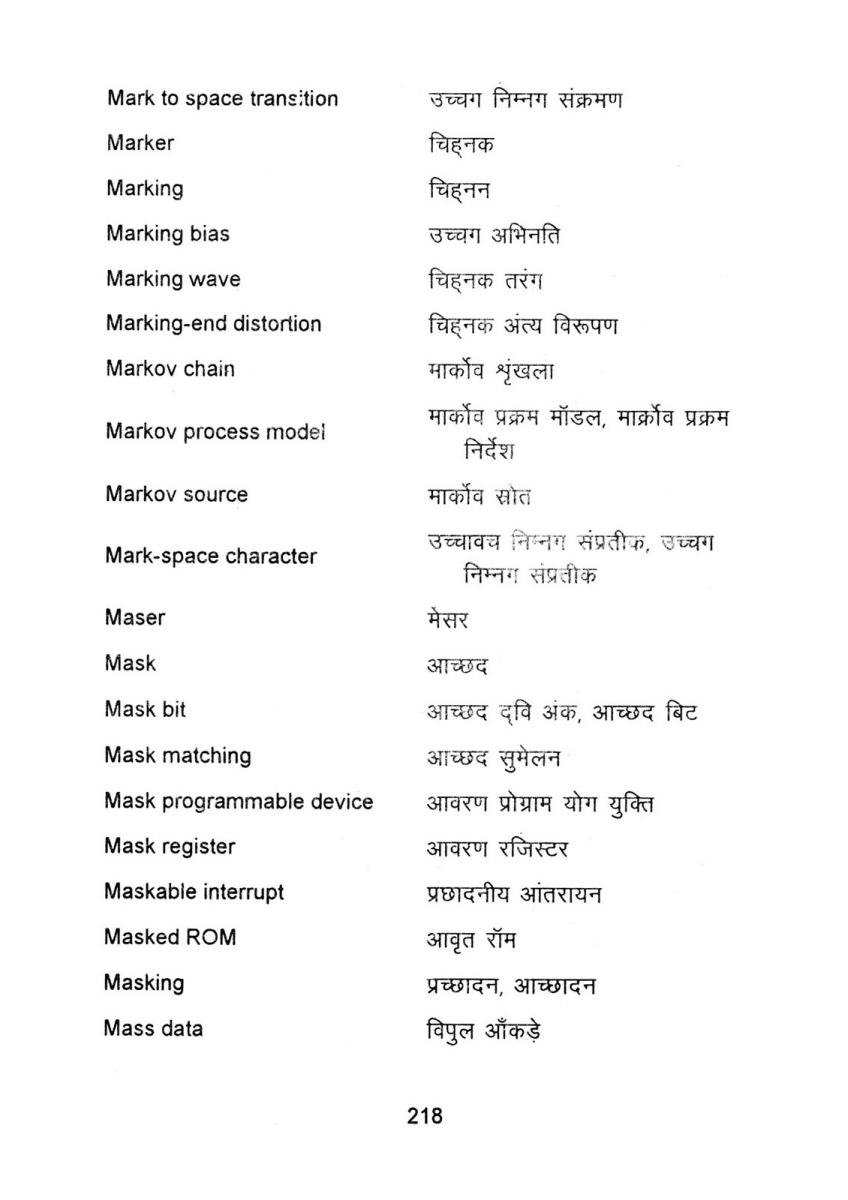 Mark to space transition उच्चग निम्नग संक्रमण
Marker चिह्नक
Marking चिह्नन
Marking bias उच्चग अभिनति
Marking wave चिह्नक तरंग
Marking-end distortion चिह्नक अंत्य विरूपण
Markov chain मार्कोव शृंखला
Markov process model मार्कोव प्रक्रम मॉडल, मार्क्रोव प्रक्रम
निर्देश
Markov source मार्कोव स्रोत
Mark-space character उच्चावच निम्नग संप्रतीक, उच्चग
निम्नग संप्रतीक
Maser मेसर
Mask आच्छद
Mask bit आच्छद द्वि अंक, आच्छद बिट
Mask matching आच्छद सुमेलन
Mask programmable device आवरण प्रोग्राम योग युक्ति
Mask register आवरण रजिस्टर
Maskable interrupt प्रछादनीय आंतरायन
Masked ROM आवृत रॉम
Masking प्रच्छादन, आच्छादन
Mass data विपुल आँकड़े
218